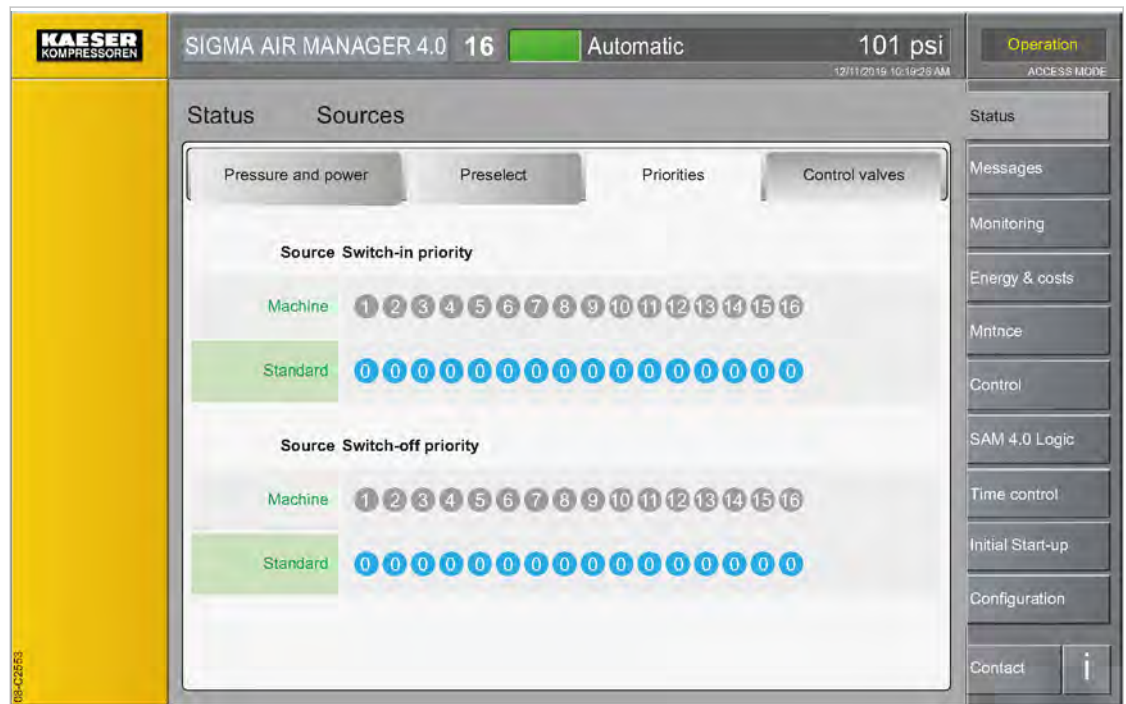 KAESER
KOMPRESSOREN
SIGMA AIR MANAGER 4.0 16 Automatic 101 psi
12/11/2019 10:19:26 AM
Operation
ACCESS MODE
Status Sources
Pressure and power Preselect Priorities Control valves
Source Switch-in priority
Machine 1 2 3 4 5 6 7 8 9 10 11 12 13 14 15 16
Standard 0 0 0 0 0 0 0 0 0 0 0 0 0 0 0 0
Source Switch-off priority
Machine 1 2 3 4 5 6 7 8 9 10 11 12 13 14 15 16
Standard 0 0 0 0 0 0 0 0 0 0 0 0 0 0 0 0
Status
Messages
Monitoring
Energy & costs
Mntnce
Control
SAM 4.0 Logic
Time control
Initial Start-up
Configuration
Contact i
08-C2553